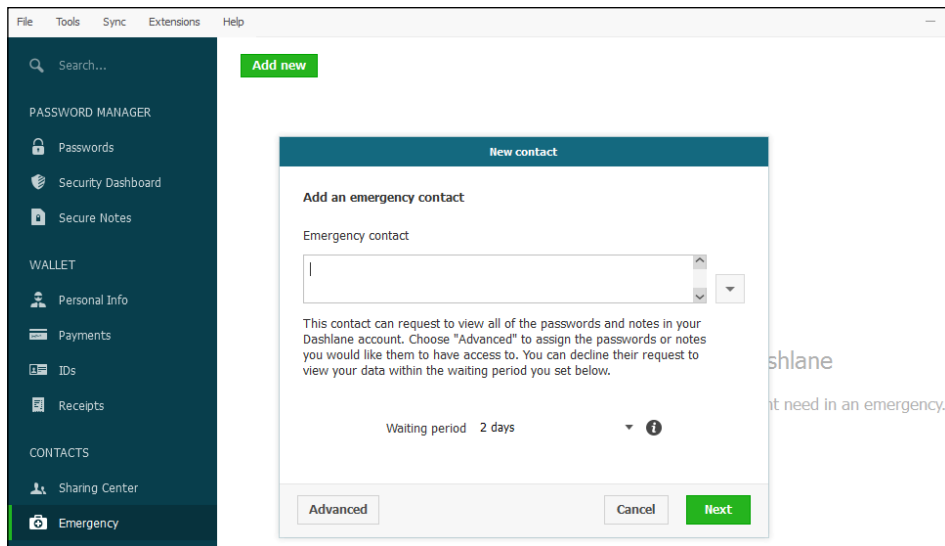 File Tools Sync Extensions Help
Search...
Add new
PASSWORD MANAGER
Passwords
Security Dashboard
Secure Notes
WALLET
Personal Info
Payments
IDs
Receipts
CONTACTS
Sharing Center
Emergency
New contact
Add an emergency contact
Emergency contact
This contact can request to view all of the passwords and notes in your
Dashlane account. Choose "Advanced" to assign the passwords or notes
you would like them to have access to. You can decline their request to
view your data within the waiting period you set below.
Waiting period 2 days
Advanced Cancel Next
shlane
nt need in an emergency.